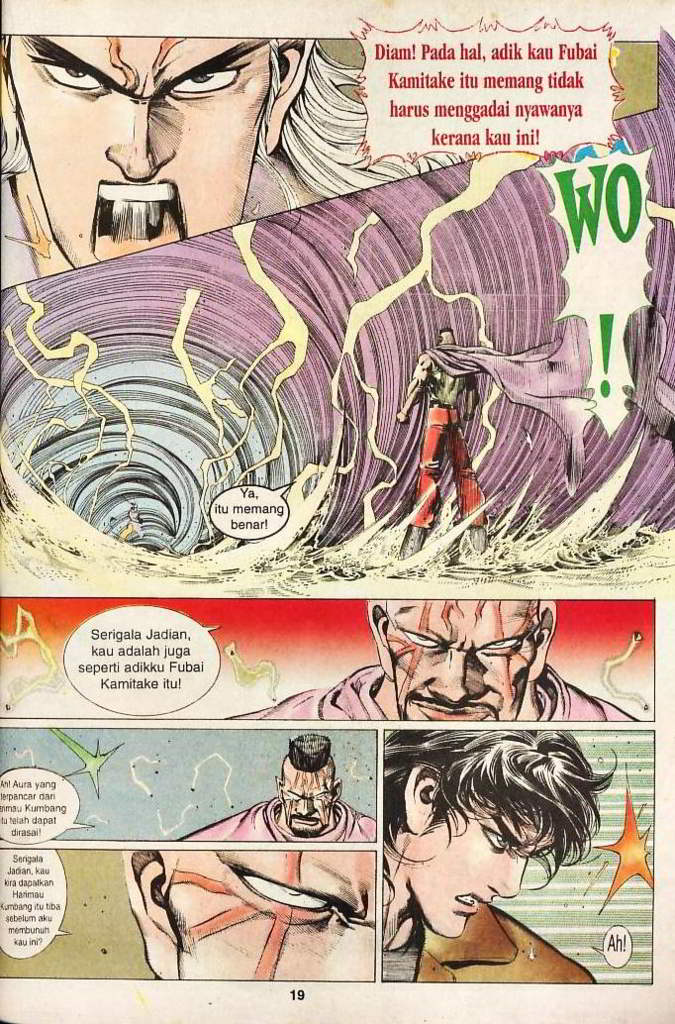 Diam! Pada hal, adik kau Fubai
Kamitake itu memang tidak
harus menggadai nyawanya
kerana kau ini!
WO
!
Ya,
itu memang
benar!
Serigala Jadian,
kau adalah juga
seperti adikku Fubai
Kamitake itu!
Ah! Aura yang
terpancar dari
Harimau Kumbang
itu telah dapat
dirasai!
Serigala
Jadian, kau
kira dapatkah
Harimau
Kumbang itu tiba
sebelum aku
membunuh
kau ini?
Ah!
19